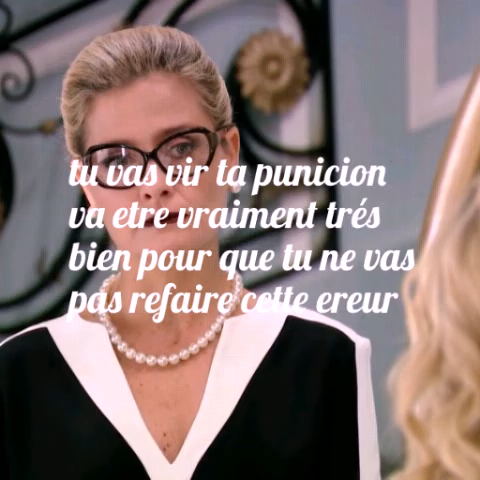 tu vas vir ta punicion
va etre vraiment trés
bien pour que tu ne vas
pas refaire cette ereur